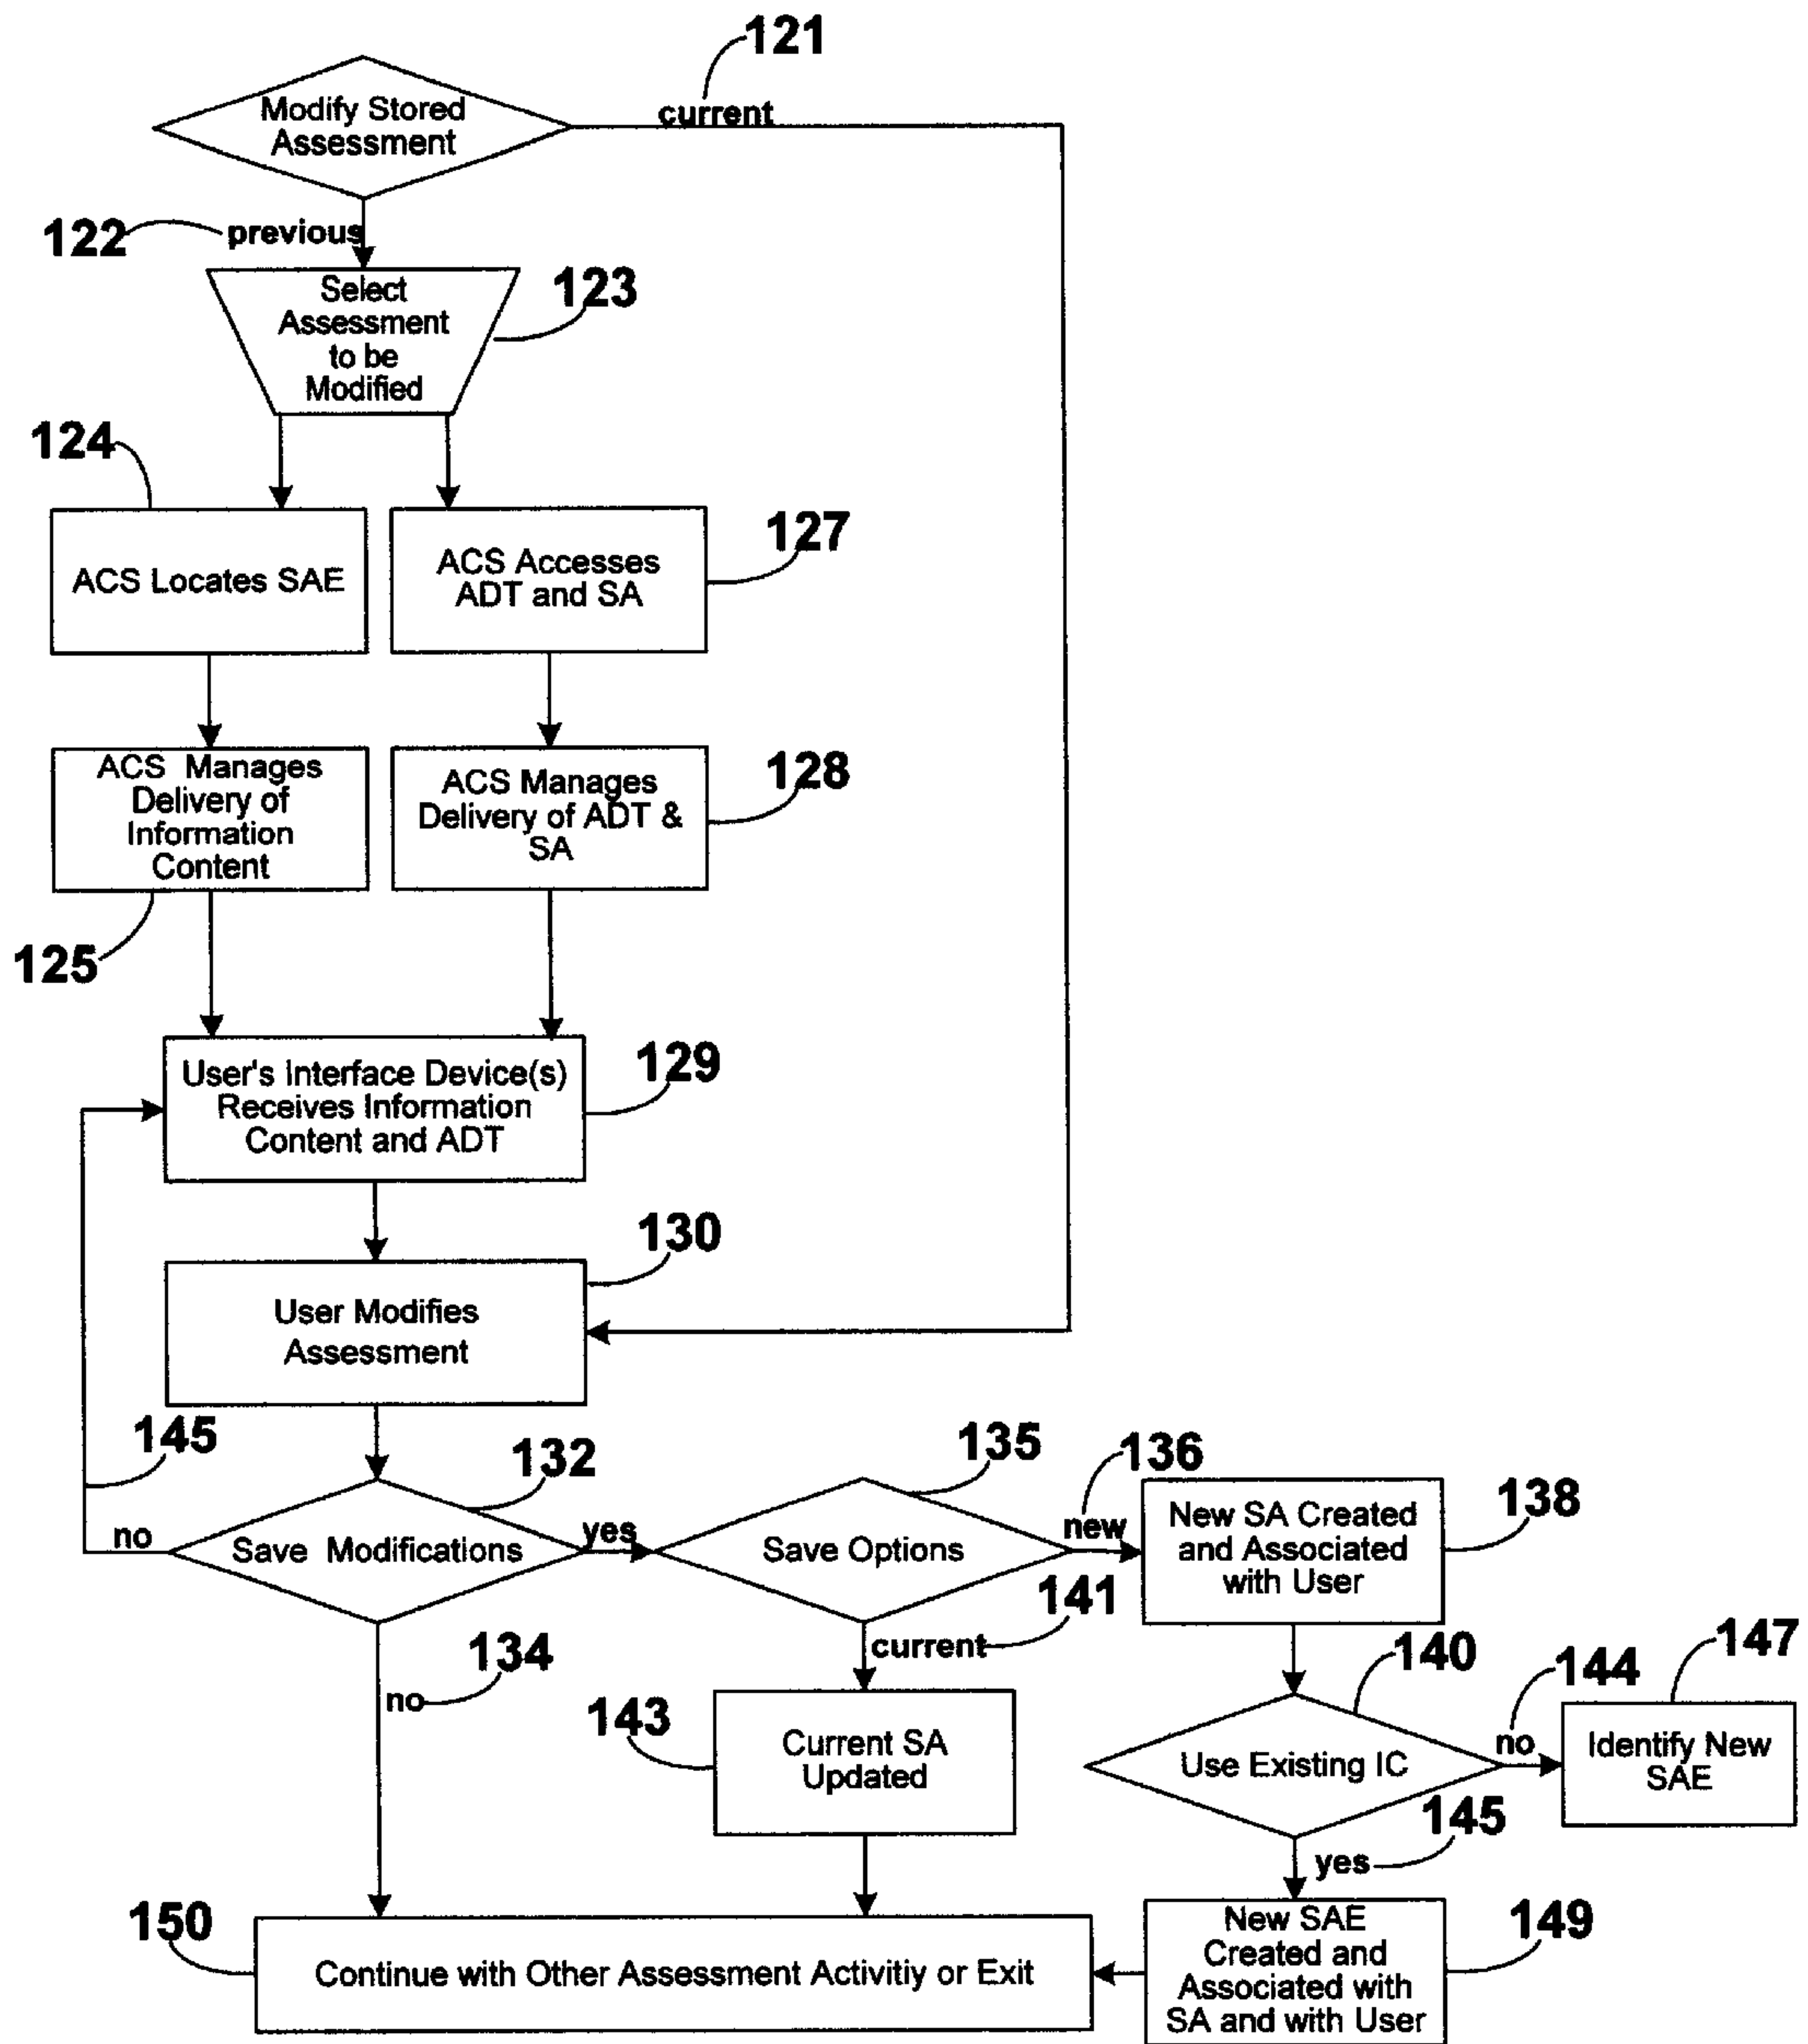 121
Modify Stored
Assessment
current
122
previous
Select
Assessment
to be
Modified
123
124
127
ACS Locates SAE
ACS Accesses
ADT and SA
ACS Manages
Delivery of
Information
Content
ACS Manages
Delivery of ADT &
SA
128
125
User's Interface Device(s)
Receives Information
Content and ADT
129
130
User Modifies
Assessment
145
132
135
136
no
Save Modifications
yes
Save Options
new
New SA Created
and Associated
with User
138
141
current
134
no
140
144
147
143
Current SA
Updated
Use Existing IC
no
Identify New
SAE
145
yes
150
Continue with Other Assessment Activitiy or Exit
New SAE
Created and
Associated with
SA and with User
149